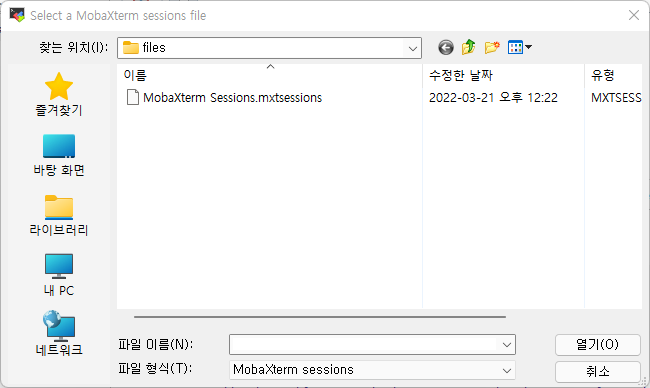 Select a MobaXterm sessions file
찾는 위치(I):
files
이름
수정한 날짜
유형
MobaXterm Sessions.mxtsessions
2022-03-21 오후 12:22
MXTSESS
즐겨찾기
바탕 화면
라이브러리
내 PC
네트워크
파일 이름(N):
열기(O)
파일 형식(T):
MobaXterm sessions
취소